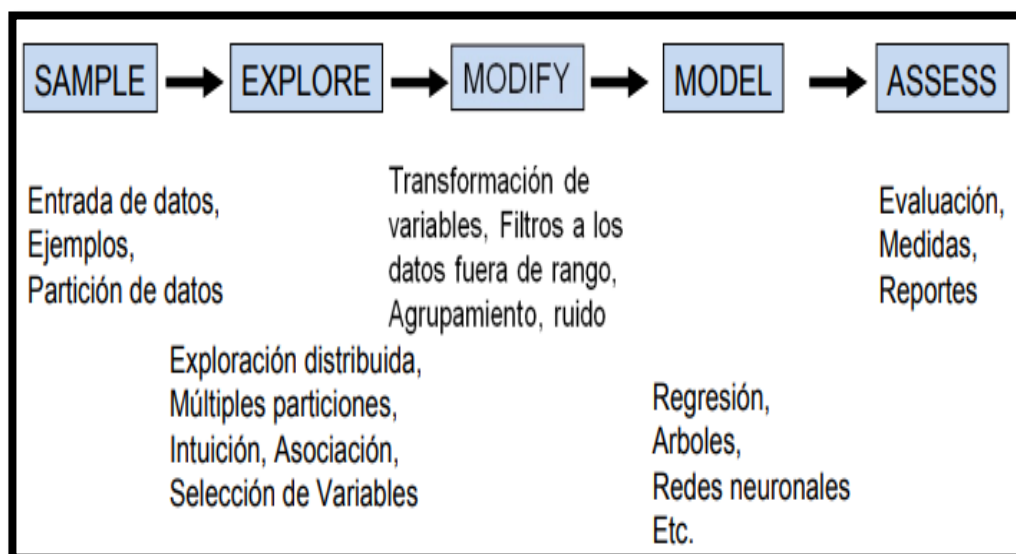 SAMPLE EXPLORE MODIFY MODEL ASSESS
Entrada de datos,
Ejemplos,
Partición de datos
Exploración distribuida,
Múltiples particiones,
Intuición, Asociación,
Selección de Variables
Transformación de
variables, Filtros a los
datos fuera de rango,
Agrupamiento, ruido
Regresión,
Arboles,
Redes neuronales
Etc.
Evaluación,
Medidas,
Reportes